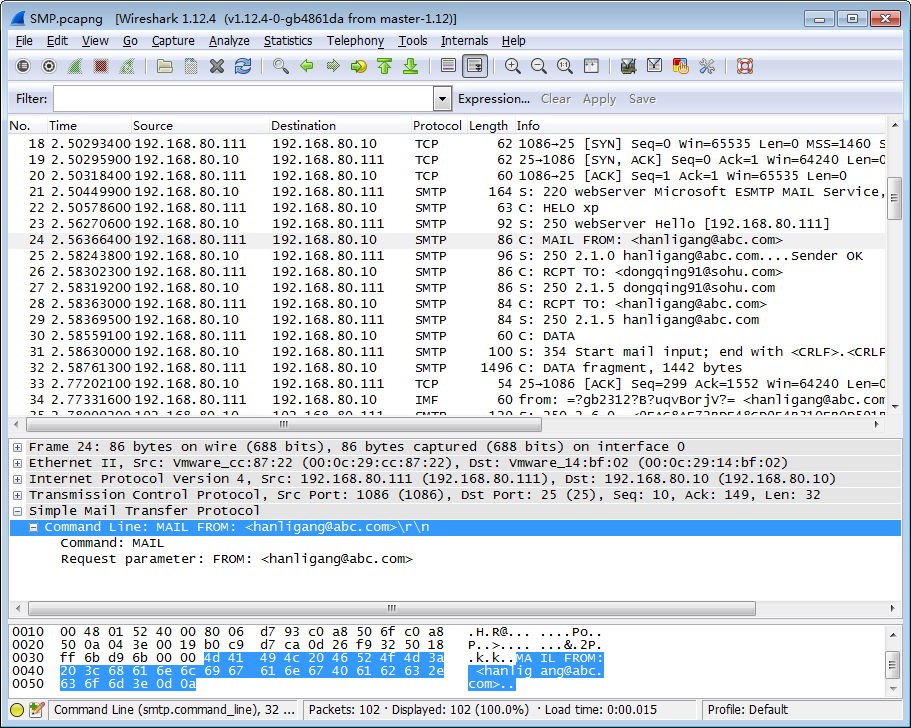 SMP.pcapng [Wireshark 1.12.4 (v1.12.4-0-gb4861da from master-1.12)]
File Edit View Go Capture Analyze Statistics Telephony Tools Internals Help
Filter: Expression... Clear Apply Save
No. Time Source Destination Protocol Length Info
18 2.50293400 192.168.80.111 192.168.80.10 TCP 62 1086→25 [SYN] Seq=0 Win=65535 Len=0 MSS=1460 S
19 2.50295900 192.168.80.10 192.168.80.111 TCP 62 25→1086 [SYN, ACK] Seq=0 Ack=1 Win=64240 Len=0
20 2.50318400 192.168.80.111 192.168.80.10 TCP 60 1086→25 [ACK] Seq=1 Ack=1 Win=65535 Len=0
21 2.50449900 192.168.80.10 192.168.80.111 SMTP 164 S: 220 webServer Microsoft ESMTP MAIL Service,
22 2.50578600 192.168.80.111 192.168.80.10 SMTP 63 C: HELO xp
23 2.56270600 192.168.80.10 192.168.80.111 SMTP 92 S: 250 webServer Hello [192.168.80.111]
24 2.56366400 192.168.80.111 192.168.80.10 SMTP 86 C: MAIL FROM: <hanligang@abc.com>
25 2.58243800 192.168.80.10 192.168.80.111 SMTP 96 S: 250 2.1.0 hanligang@abc.com....Sender OK
26 2.58302300 192.168.80.111 192.168.80.10 SMTP 86 C: RCPT TO: <dongqing91@sohu.com>
27 2.58319200 192.168.80.10 192.168.80.111 SMTP 86 S: 250 2.1.5 dongqing91@sohu.com
28 2.58363000 192.168.80.111 192.168.80.10 SMTP 84 C: RCPT TO: <hanligang@abc.com>
29 2.58369500 192.168.80.10 192.168.80.111 SMTP 84 S: 250 2.1.5 hanligang@abc.com
30 2.58559100 192.168.80.111 192.168.80.10 SMTP 60 C: DATA
31 2.58630000 192.168.80.10 192.168.80.111 SMTP 100 S: 354 Start mail input; end with <CRLF>.<CRLF
32 2.58761300 192.168.80.111 192.168.80.10 SMTP 1496 C: DATA fragment, 1442 bytes
33 2.77202100 192.168.80.10 192.168.80.111 TCP 54 25→1086 [ACK] Seq=299 Ack=1552 Win=64240 Len=0
34 2.77331600 192.168.80.111 192.168.80.10 IMF 60 from: =?gb2312?B?uqvBorjV?= <hanligang@abc.com
Frame 24: 86 bytes on wire (688 bits), 86 bytes captured (688 bits) on interface 0
Ethernet II, Src: Vmware_cc:87:22 (00:0c:29:cc:87:22), Dst: Vmware_14:bf:02 (00:0c:29:14:bf:02)
Internet Protocol Version 4, Src: 192.168.80.111 (192.168.80.111), Dst: 192.168.80.10 (192.168.80.10)
Transmission Control Protocol, Src Port: 1086 (1086), Dst Port: 25 (25), Seq: 10, Ack: 149, Len: 32
Simple Mail Transfer Protocol
Command Line: MAIL FROM: <hanligang@abc.com>\r\n
Command: MAIL
Request parameter: FROM: <hanligang@abc.com>
0010 00 48 01 52 40 00 80 06 d7 93 c0 a8 50 6f c0 a8 .H.R@... ....Po..
0020 50 0a 04 3e 00 19 b0 c9 d7 ca 0d 26 f9 32 50 18 P..>.... ...&.2P.
0030 ff 6b d9 6b 00 00 4d 41 49 4c 20 46 52 4f 4d 3a .k.k..MA IL FROM:
0040 20 3c 68 61 6e 6c 69 67 61 6e 67 40 61 62 63 2e <hanlig ang@abc.
0050 63 6f 6d 3e 0d 0a com>..
Command Line (smtp.command_line), 32 ... Packets: 102 · Displayed: 102 (100.0%) · Load time: 0:00.015 Profile: Default